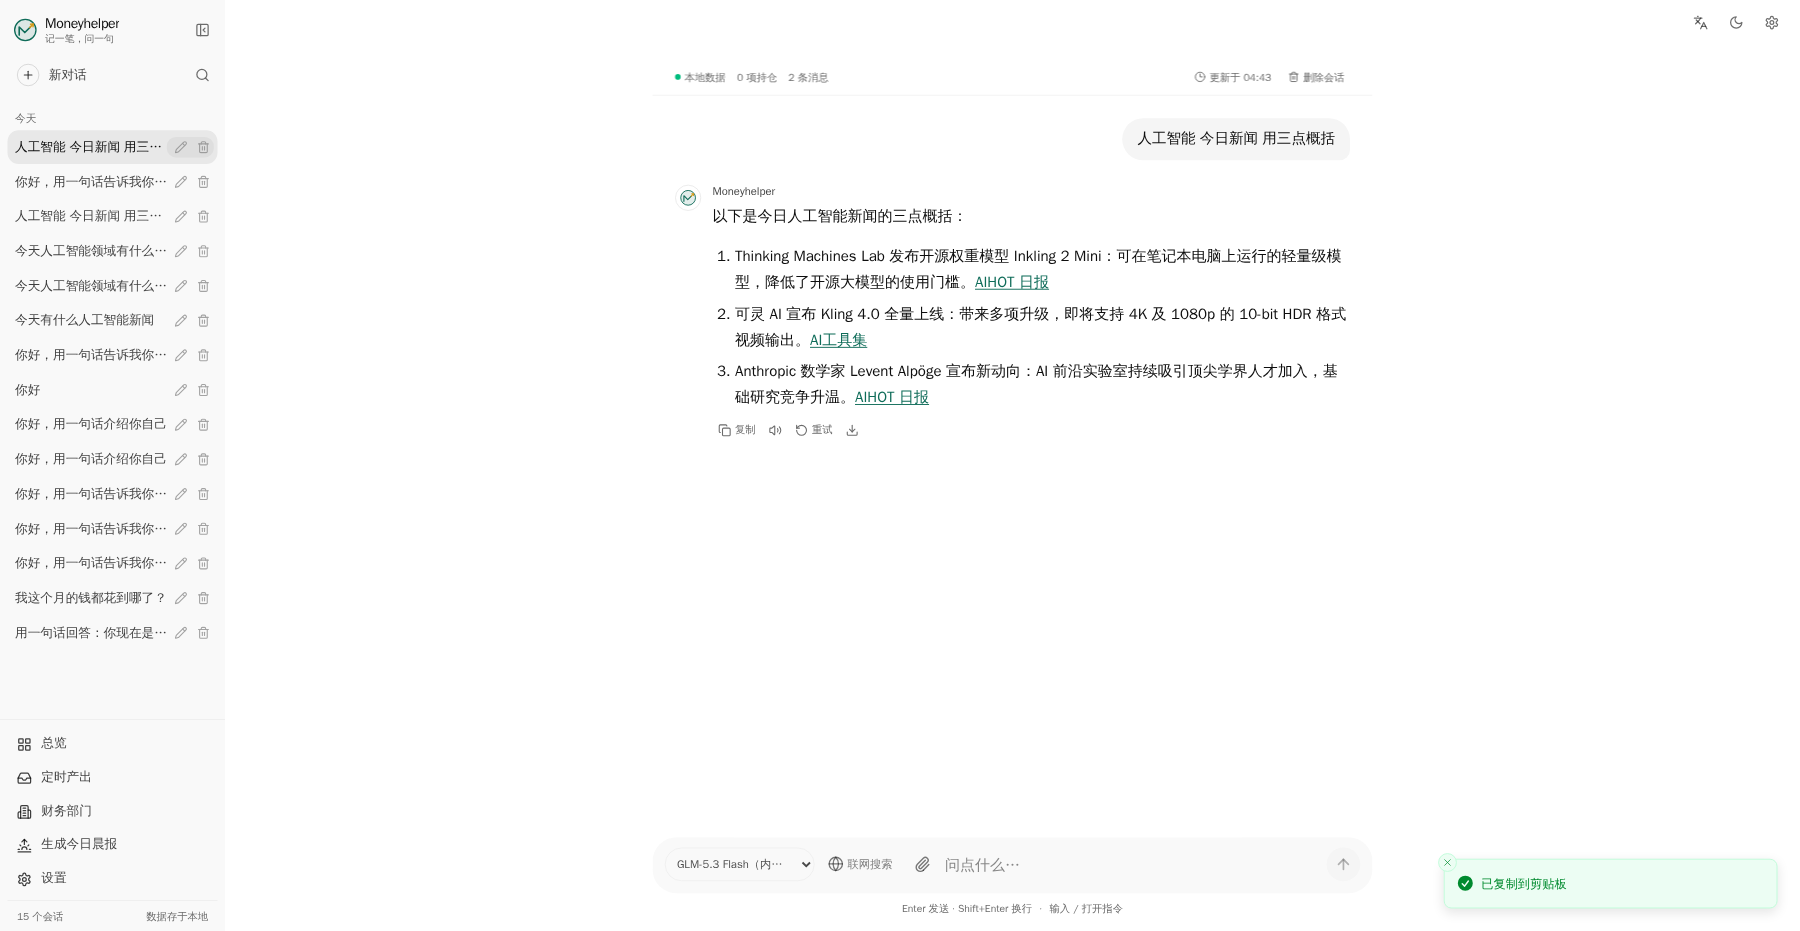 Moneyhelper
记一笔，问一句
新对话
今天
人工智能 今日新闻 用三…
你好，用一句话告诉我你…
人工智能 今日新闻 用三…
今天人工智能领域有什么…
今天人工智能领域有什么…
今天有什么人工智能新闻
你好，用一句话告诉我你…
你好
你好，用一句话介绍你自己
你好，用一句话介绍你自己
你好，用一句话告诉我你…
你好，用一句话告诉我你…
你好，用一句话告诉我你…
我这个月的钱都花到哪了？
用一句话回答：你现在是…
总览
定时产出
财务部门
生成今日晨报
设置
15 个会话 数据存于本地
本地数据 0 项持仓 2 条消息 更新于 04:43 删除会话
人工智能 今日新闻 用三点概括
Moneyhelper
以下是今日人工智能新闻的三点概括：
1. Thinking Machines Lab 发布开源权重模型 Inkling 2 Mini：可在笔记本电脑上运行的轻量级模
型，降低了开源大模型的使用门槛。AIHOT 日报
2. 可灵 AI 宣布 Kling 4.0 全量上线：带来多项升级，即将支持 4K 及 1080p 的 10-bit HDR 格式
视频输出。AI工具集
3. Anthropic 数学家 Levent Alpöge 宣布新动向：AI 前沿实验室持续吸引顶尖学界人才加入，基
础研究竞争升温。AIHOT 日报
复制 重试
GLM-5.3 Flash（内… 联网搜索 问点什么…
Enter 发送 · Shift+Enter 换行 · 输入 / 打开指令
已复制到剪贴板